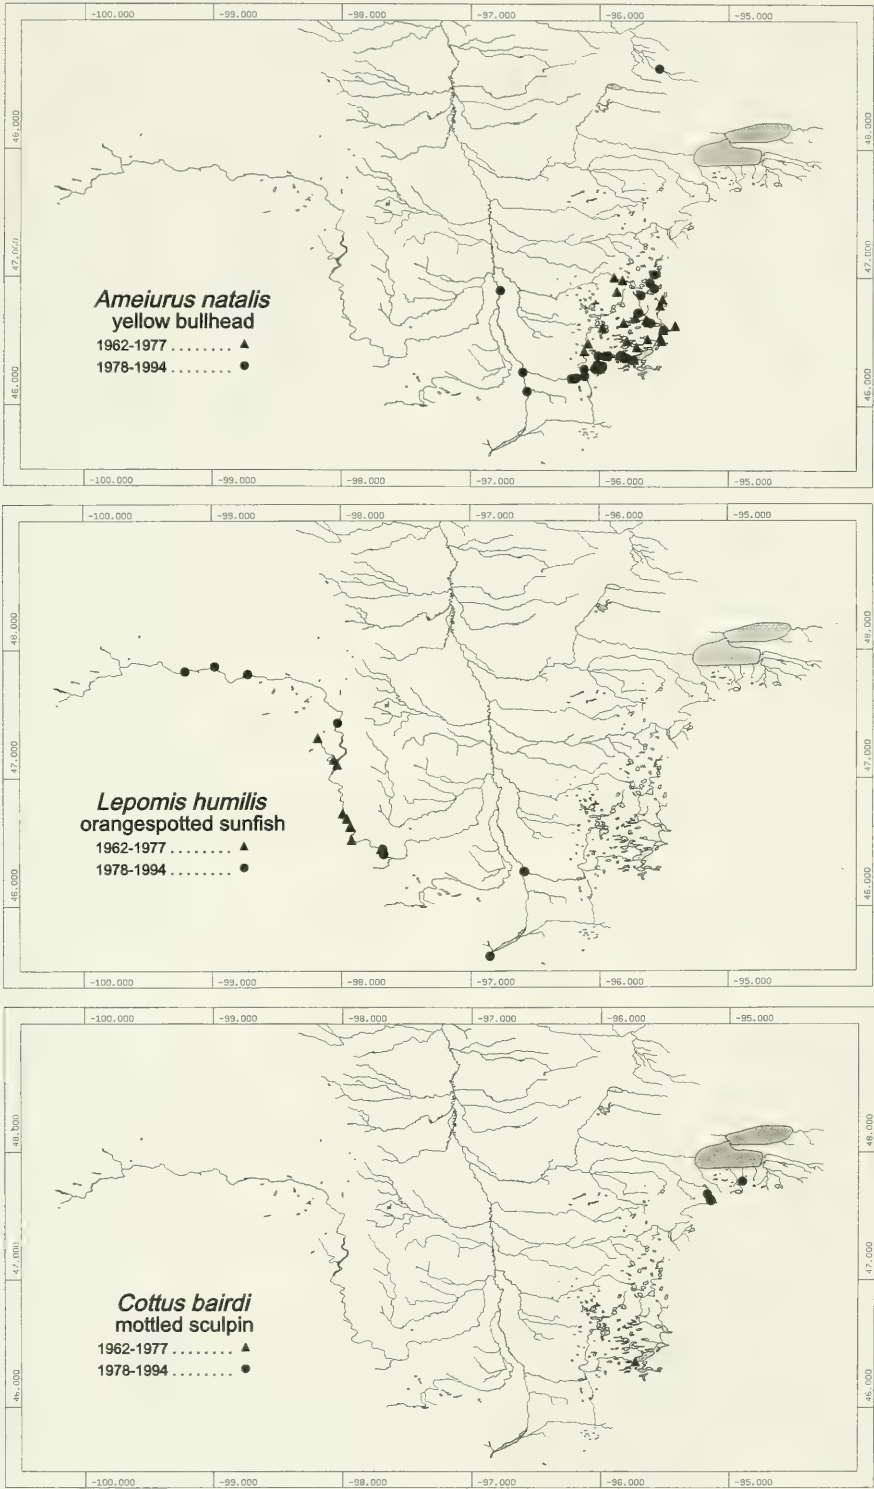 -100.000 -99.000 -98.000 -97.000 -96.000 -95.000
48.000 48.000
47.000 47.000
Ameiurus natalis
yellow bullhead
1962-1977 . . . . . . . . ▲
1978-1994 . . . . . . . . ●
46.000 46.000
-100.000 -99.000 -98.000 -97.000 -96.000 -95.000
-100.000 -99.000 -98.000 -97.000 -96.000 -95.000
48.000 48.000
47.000 47.000
Lepomis humilis
orangespotted sunfish
1962-1977 . . . . . . . . ▲
1978-1994 . . . . . . . . ●
46.000 46.000
-100.000 -99.000 -98.000 -97.000 -96.000 -95.000
-100.000 -99.000 -98.000 -97.000 -96.000 -95.000
48.000 48.000
47.000 47.000
Cottus bairdi
mottled sculpin
1962-1977 . . . . . . . . ▲
1978-1994 . . . . . . . . ●
46.000 46.000
-100.000 -99.000 -98.000 -97.000 -96.000 -95.000